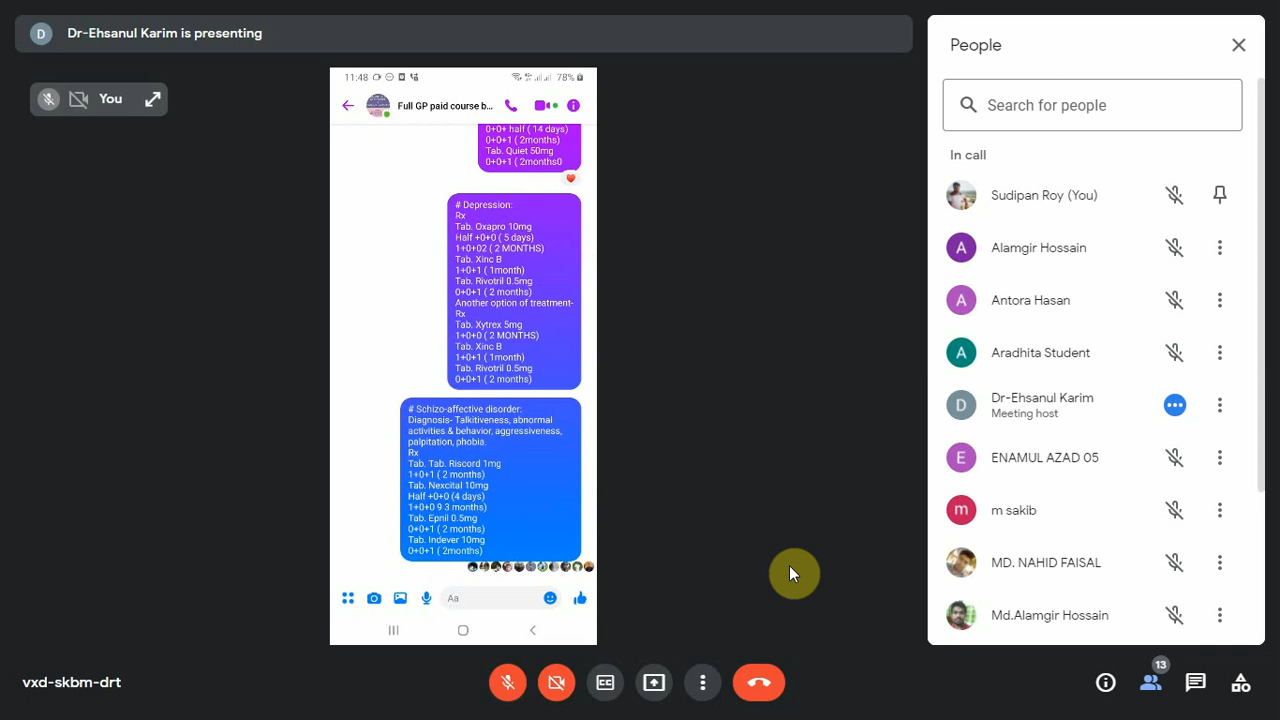 Dr-Ehsanul Karim is presenting
D
You
11:48
78%
Full GP paid course b...
0+0+ half ( 14 days)
0+0+1 ( 2months)
Tab. Quiet 50mg
0+0+1 ( 2months0
# Depression:
Rx
Tab. Oxapro 10mg
Half +0+0 ( 5 days)
1+0+02 ( 2 MONTHS)
Tab. Xinc B
1+0+1 ( 1month)
Tab. Rivotril 0.5mg
0+0+1 ( 2 months)
Another option of treatment-
Rx
Tab. Xytrex 5mg
1+0+0 ( 2 MONTHS)
Tab. Xinc B
1+0+1 ( 1month)
Tab. Rivotril 0.5mg
0+0+1 ( 2 months)
# Schizo-affective disorder:
Diagnosis- Talkitiveness, abnormal
activities & behavior, aggressiveness,
palpitation, phobia.
Rx
Tab. Tab. Riscord 1mg
1+0+1 ( 2 months)
Tab. Nexcital 10mg
Half +0+0 (4 days)
1+0+0 9 3 months)
Tab. Epnil 0.5mg
0+0+1 ( 2 months)
Tab. Indever 10mg
0+0+1 ( 2months)
Aa
People
Search for people
In call
Sudipan Roy (You)
A
Alamgir Hossain
A
Antora Hasan
A
Aradhita Student
D
Dr-Ehsanul Karim
Meeting host
E
ENAMUL AZAD 05
m
m sakib
MD. NAHID FAISAL
Md.Alamgir Hossain
vxd-skbm-drt
CC
13